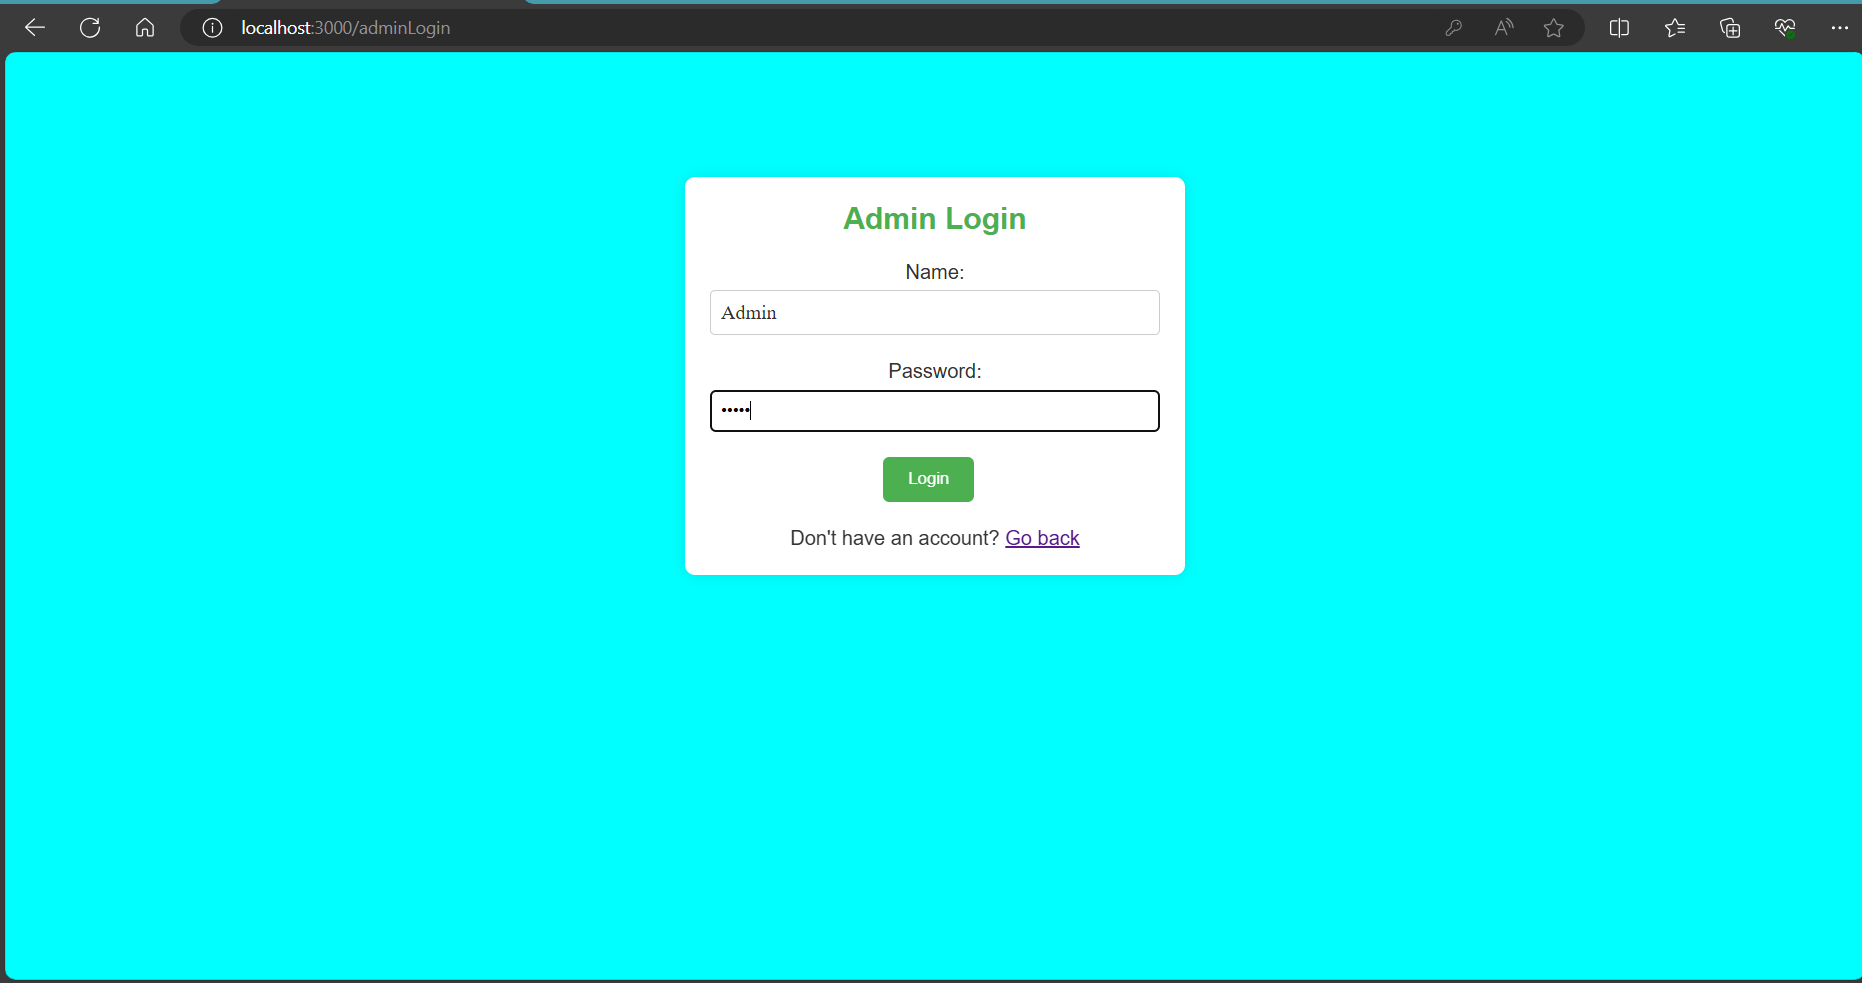 localhost:3000/adminLogin
Admin Login
Name:
Admin
Password:
•••••
Login
Don't have an account? Go back